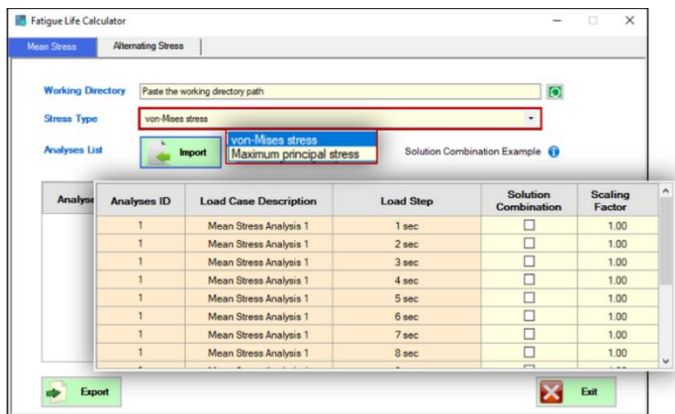 Fatigue Life Calculator
Mean Stress Alternating Stress
Working Directory Paste the working directory path
Stress Type von-Mises stress
Analyses List Import von-Mises stress Solution Combination Example
Maximum principal stress
Analyses ID Load Case Description Load Step Solution Combination Scaling Factor
1 Mean Stress Analysis 1 1 sec 1.00
1 Mean Stress Analysis 1 2 sec 1.00
1 Mean Stress Analysis 1 3 sec 1.00
1 Mean Stress Analysis 1 4 sec 1.00
1 Mean Stress Analysis 1 5 sec 1.00
1 Mean Stress Analysis 1 6 sec 1.00
1 Mean Stress Analysis 1 7 sec 1.00
1 Mean Stress Analysis 1 8 sec 1.00
Export Exit